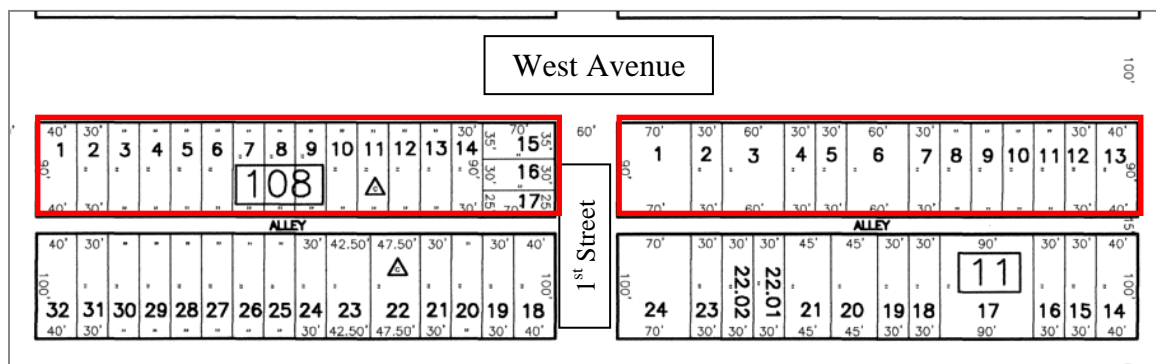 West Avenue
100'
40' 30' " " " " " " " " " " " 30' 70'
60'
70' 30' 60' 30' 30' 60' 30' " " " " 30' 40'
1 2 3 4 5 6 7 8 9 10 11 12 13 14 35' 15 35'
1 2 3 4 5 6 7 8 9 10 11 12 13
90' 108 C 90' 30' 16 30'
90' 90'
25' 17 25'
40' 30' 30' 70'
70' 30' 60' 30' 30' 60' 30' 30' 40'
ALLEY
ALLEY
15'
1st Street
40' 30' " " " " " " 30' 42.50' 47.50' 30' " 30' 40'
70' 30' 30' 30' 45' 45' 30' 30' 90' 30' 30' 40'
100' C 100'
100' 11 100'
32 31 30 29 28 27 26 25 24 23 22 21 20 19 18
24 23 22.02 22.01 21 20 19 18 17 16 15 14
40' 30' " " " " " " 30' 42.50' 47.50' 30' " 30' 40'
70' 30' 30' 30' 45' 45' 30' 30' 90' 30' 30' 40'